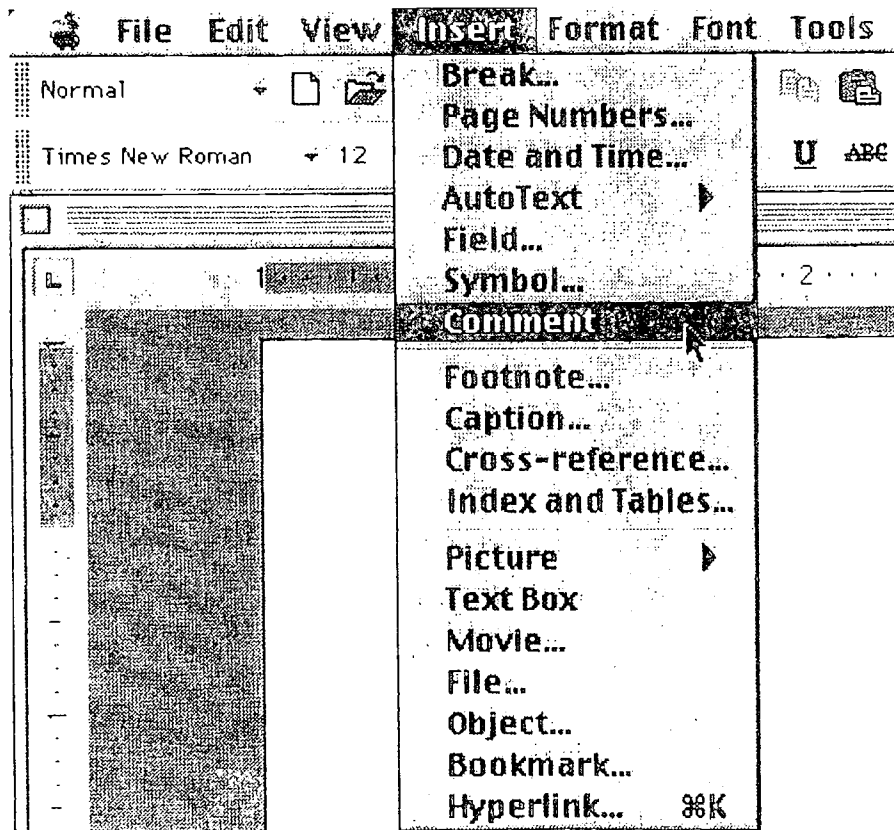 File Edit View Insert Format Font Tools
Normal
Times New Roman 12 U ABC
L 1 2
Break...
Page Numbers...
Date and Time...
AutoText
Field...
Symbol...
Comment
Footnote...
Caption...
Cross-reference...
Index and Tables...
Picture
Text Box
Movie...
File...
Object...
Bookmark...
Hyperlink... ⌘K